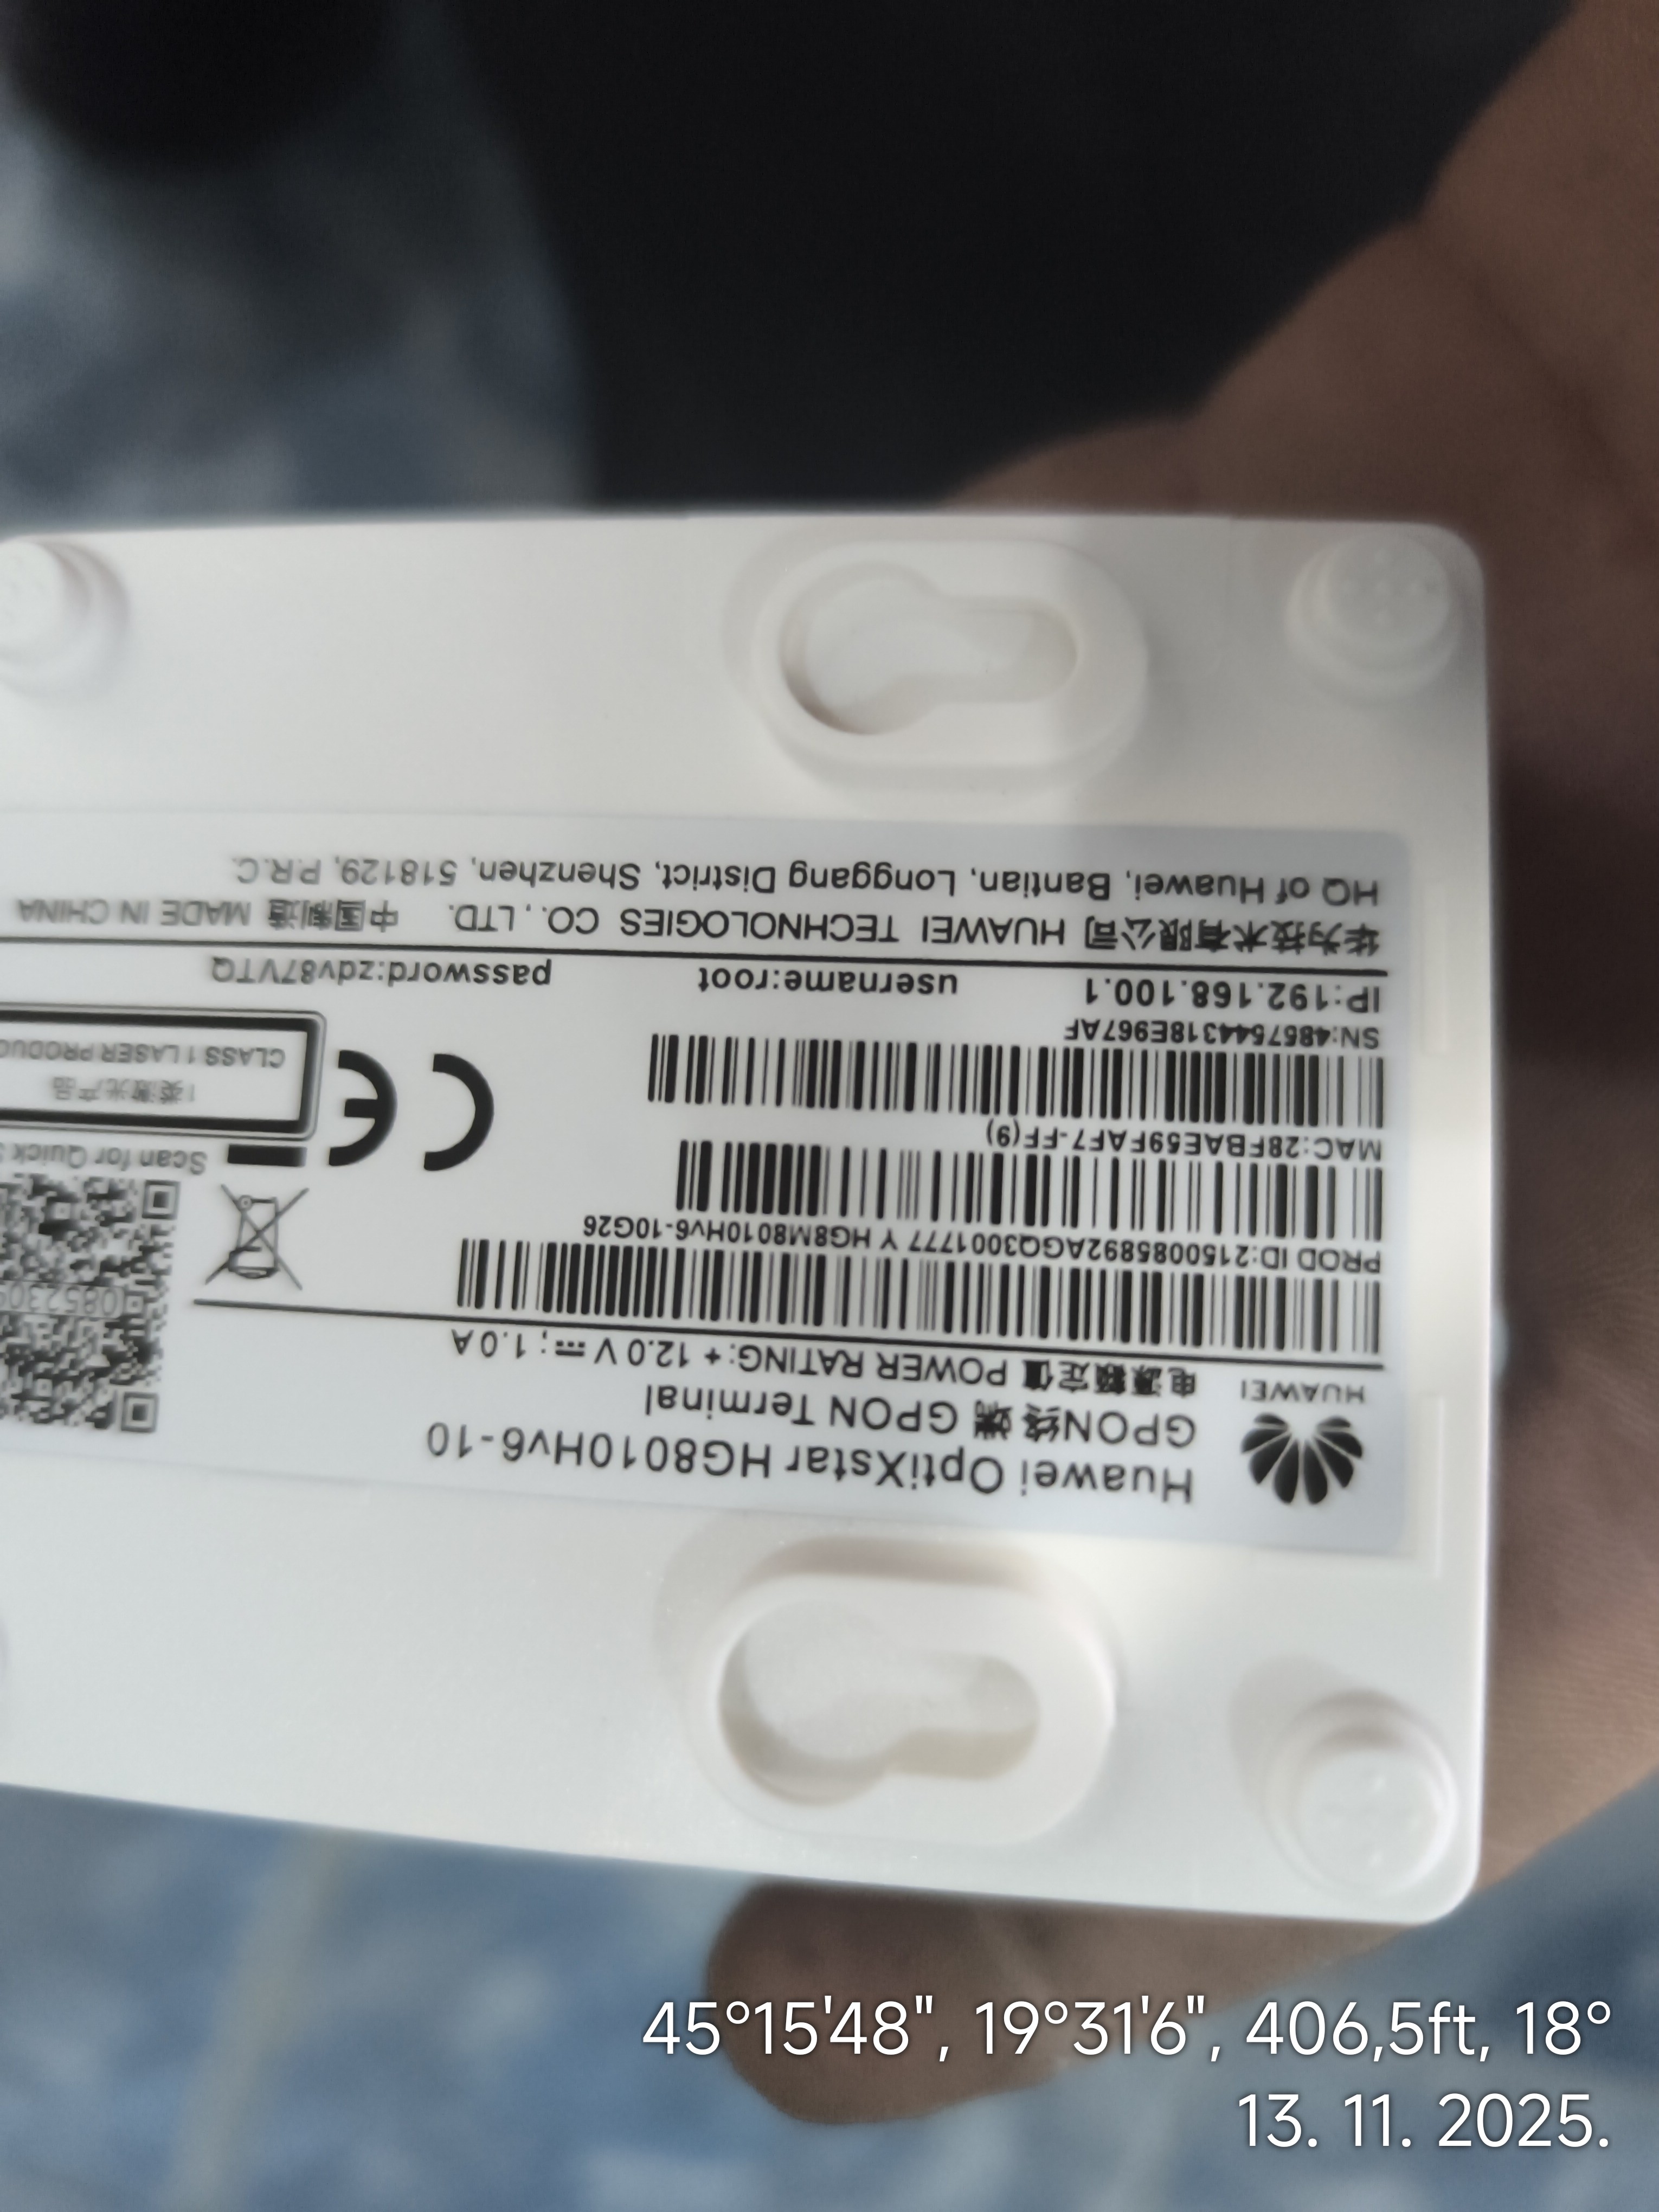 Huawei OptiXstar HG8010Hv6-10
GPON终端 GPON Terminal
电源额定值 POWER RATING: + 12.0 V ⎓; 1.0 A
HUAWEI
PROD ID:2150085892AGQ3001777 Y HG8M8010Hv6-10G26
MAC:28FBAE59FAF7-FF(9)
SN:4857544318E967AF
Scan for Quick
1类激光产品
CLASS 1 LASER
IP:192.168.100.1 username:root password:zdv87VTQ
华为技术有限公司 HUAWEI TECHNOLOGIES CO., LTD. 中国制造 MADE IN CHINA
HQ of Huawei, Bantian, Longgang District, Shenzhen, 518129, P.R.C.
45°15'48", 19°31'6", 406,5ft, 18°
13. 11. 2025.